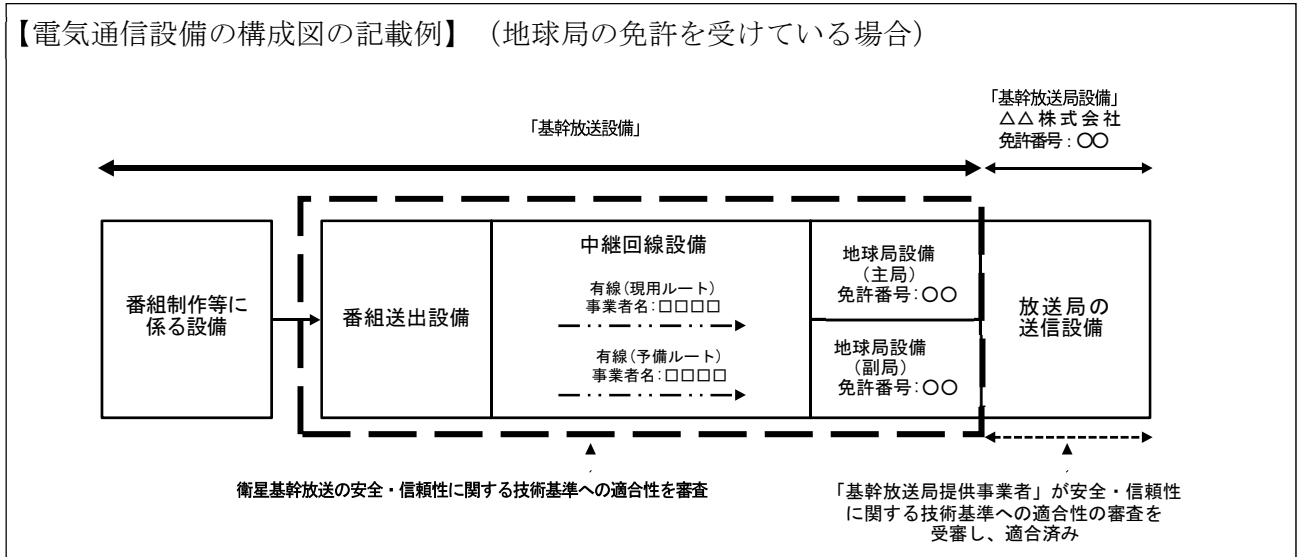 【電気通信設備の構成図の記載例】（地球局の免許を受けている場合）
「基幹放送局設備」
△△株式会社
免許番号：〇〇
「基幹放送設備」
番組制作等に
係る設備
番組送出設備
中継回線設備
有線（現用ルート）
事業者名：□□□□
有線（予備ルート）
事業者名：□□□□
地球局設備
（主局）
免許番号：〇〇
地球局設備
（副局）
免許番号：〇〇
放送局の
送信設備
衛星基幹放送の安全・信頼性に関する技術基準への適合性を審査
「基幹放送局提供事業者」が安全・信頼性
に関する技術基準への適合性の審査を
受審し、適合済み